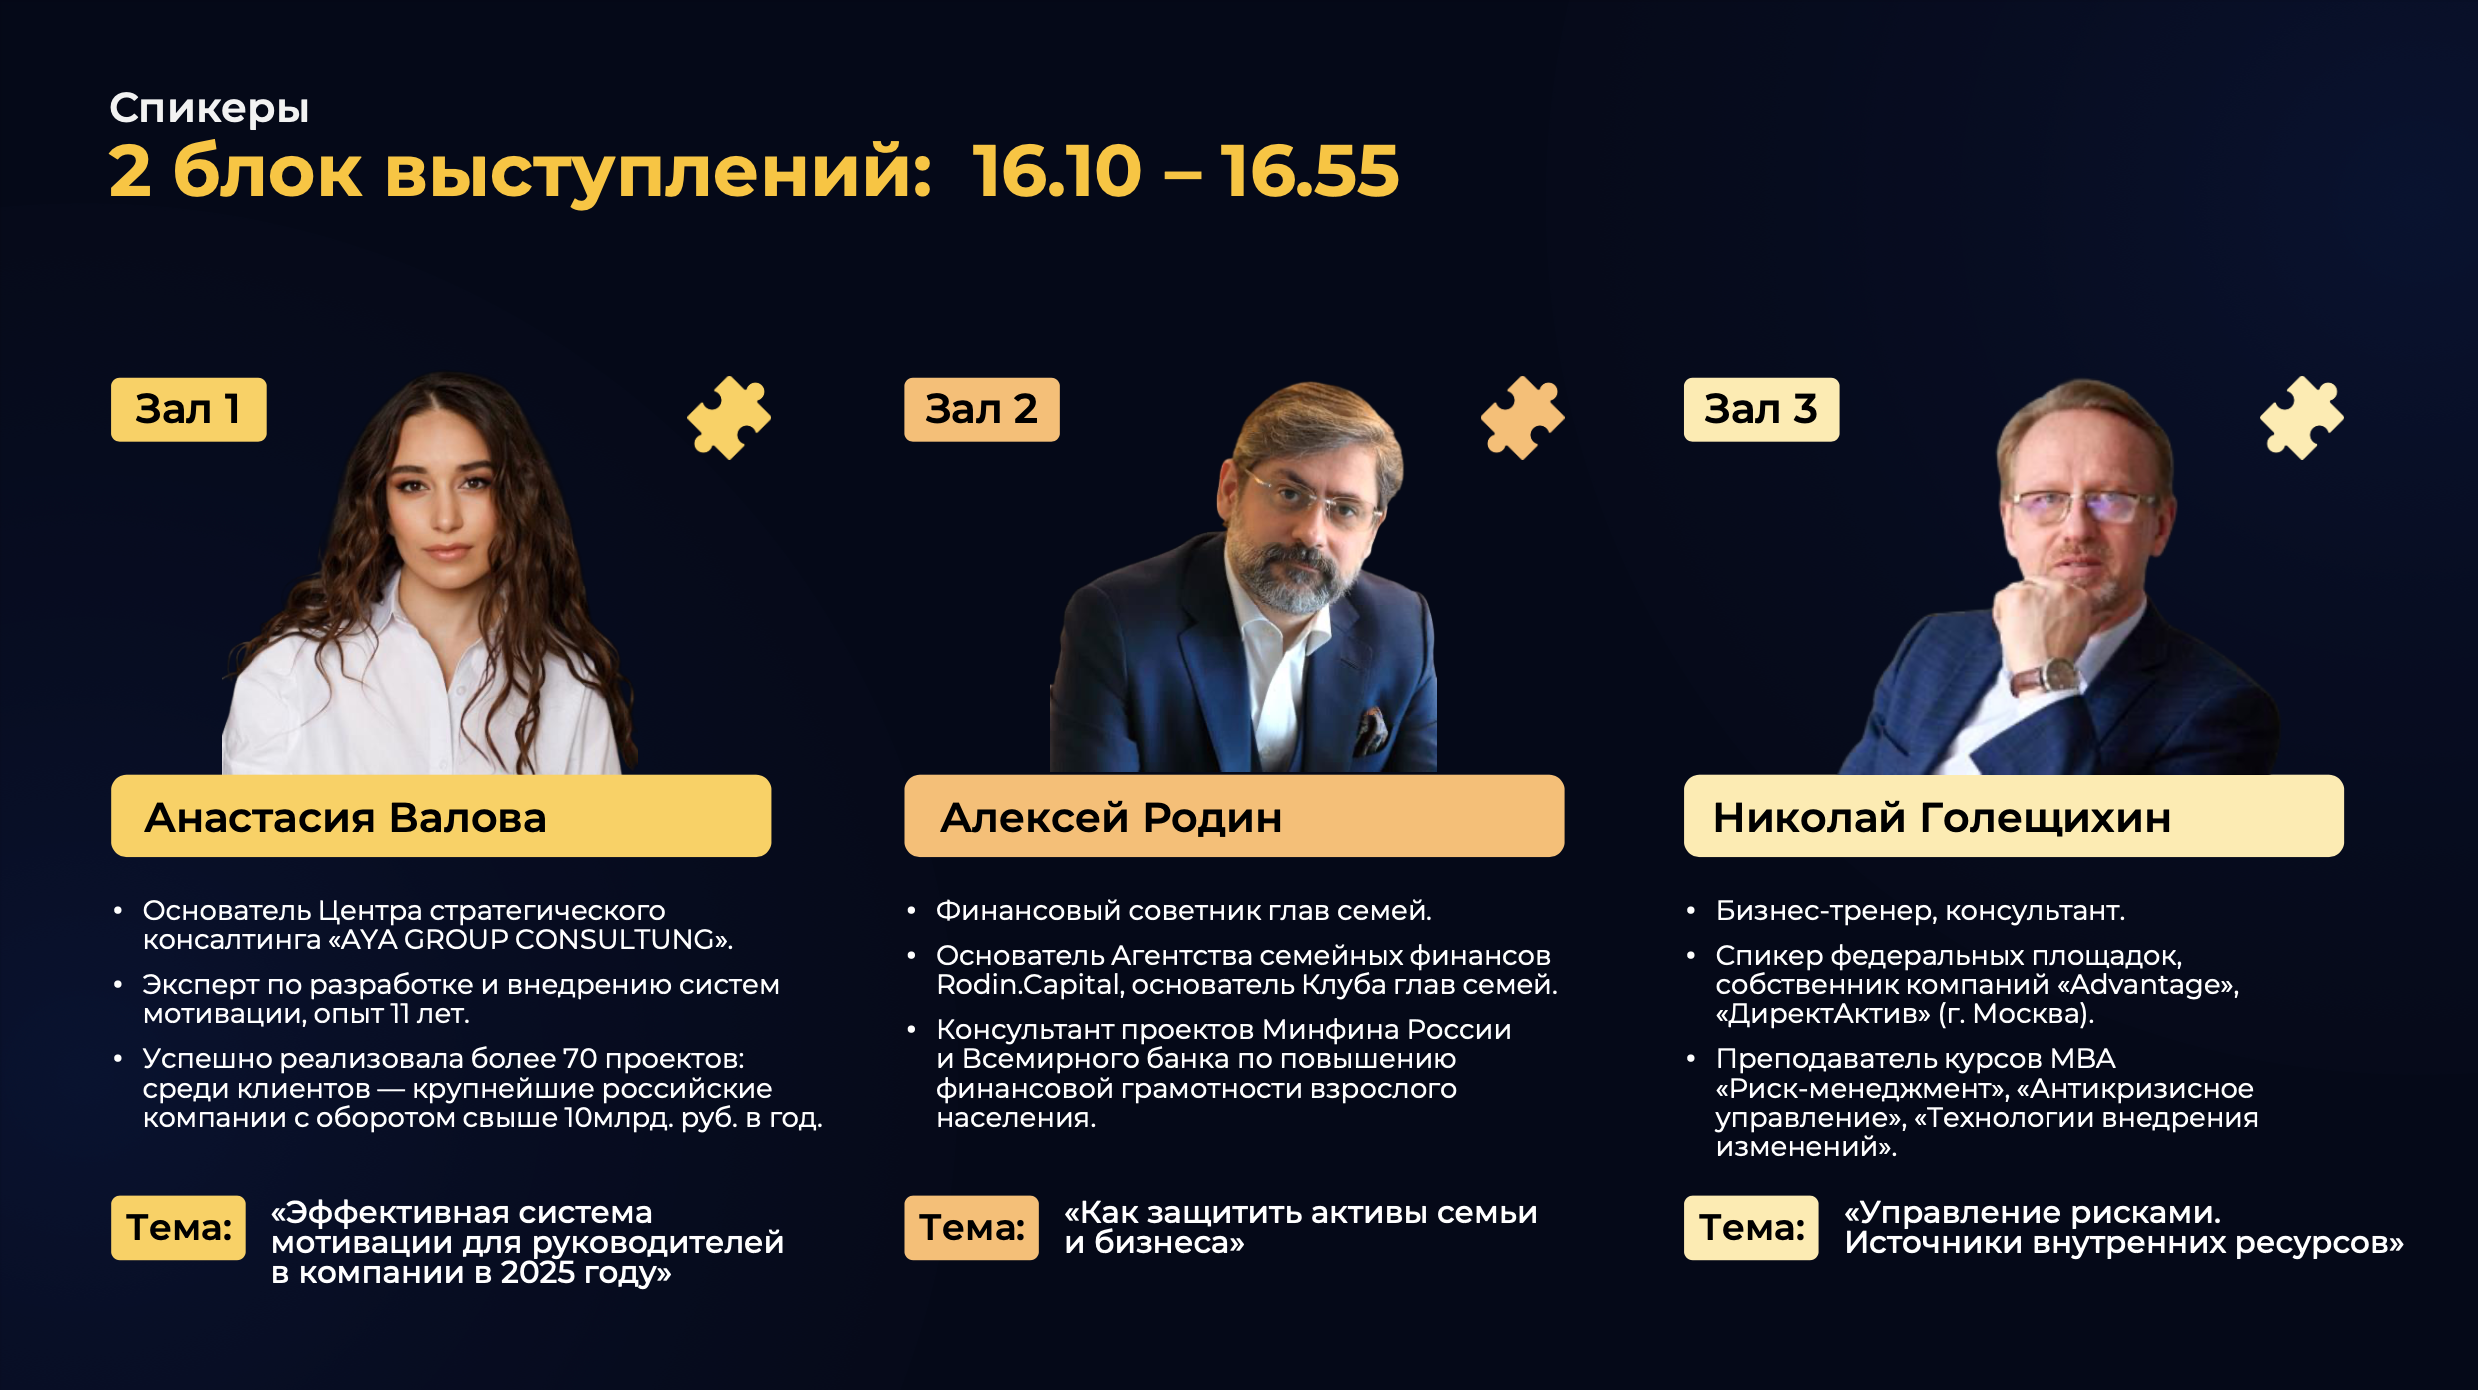 Спикеры
2 блок выступлений: 16.10 – 16.55
Зал 1
Анастасия Валова
• Основатель Центра стратегического
консалтинга «AYA GROUP CONSULTUNG».
• Эксперт по разработке и внедрению систем
мотивации, опыт 11 лет.
• Успешно реализовала более 70 проектов:
среди клиентов — крупнейшие российские
компании с оборотом свыше 10млрд. руб. в год.
Тема:
«Эффективная система
мотивации для руководителей
в компании в 2025 году»
Зал 2
Алексей Родин
• Финансовый советник глав семей.
• Основатель Агентства семейных финансов
Rodin.Capital, основатель Клуба глав семей.
• Консультант проектов Минфина России
и Всемирного банка по повышению
финансовой грамотности взрослого
населения.
Тема:
«Как защитить активы семьи
и бизнеса»
Зал 3
Николай Голещихин
• Бизнес-тренер, консультант.
• Спикер федеральных площадок,
собственник компаний «Advantage»,
«ДиректАктив» (г. Москва).
• Преподаватель курсов МВА
«Риск-менеджмент», «Антикризисное
управление», «Технологии внедрения
изменений».
Тема:
«Управление рисками.
Источники внутренних ресурсов»